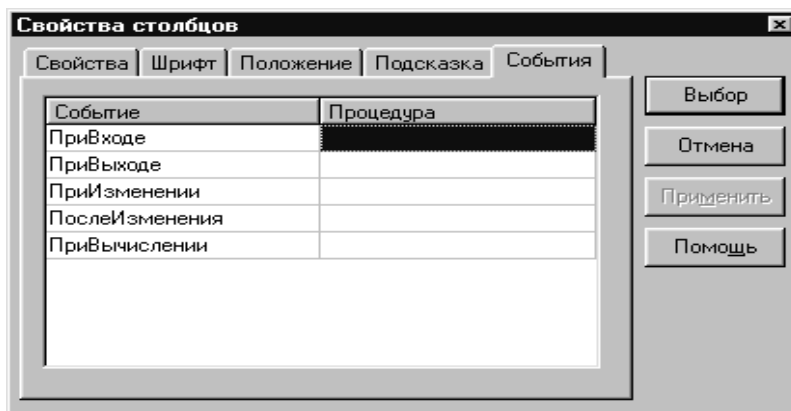 Свойства столбцов
Свойства Шрифт Положение Подсказка События
Событие Процедура
ПриВходе
ПриВыходе
ПриИзменении
ПослеИзменения
ПриВычислении
Выбор
Отмена
Применить
Помощь